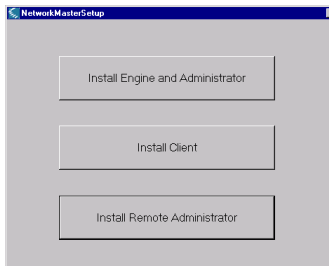 NetworkMasterSetup
Install Engine and Administrator
Install Client
Install Remote Administrator